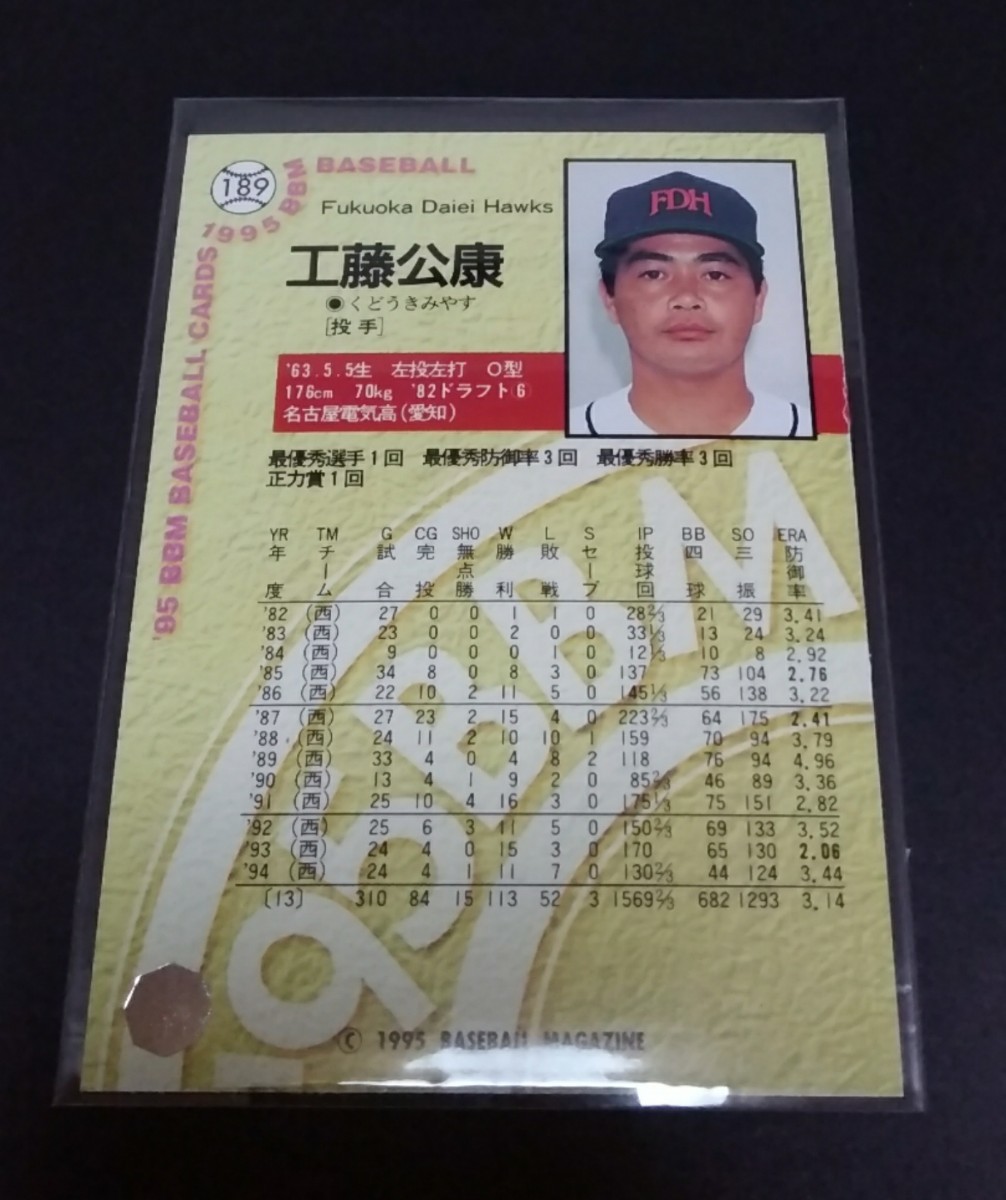 189
BASEBALL
1995 BBM
'95 BBM BASEBALL CARDS
Fukuoka Daiei Hawks
工藤公康
◉くどうきみやす
[投手]
FDH
'63.5.5生 左投左打 O型
176cm 70kg '82ドラフト⑥
名古屋電気高(愛知)
最優秀選手1回 最優秀防御率3回 最優秀勝率3回
正力賞1回
YR TM G CG SHO W L S IP BB SO ERA
年度 チーム 試合 完投 無点勝 勝利 敗戦 セーブ 投球回 四球 三振 防御率
'82 (西) 27 0 0 1 1 0 28⅔ 21 29 3.41
'83 (西) 23 0 0 2 0 0 33⅓ 13 24 3.24
'84 (西) 9 0 0 0 1 0 12⅓ 10 8 2.92
'85 (西) 34 8 0 8 3 0 137 73 104 2.76
'86 (西) 22 10 2 11 5 0 145⅓ 56 138 3.22
'87 (西) 27 23 2 15 4 0 223⅔ 64 175 2.41
'88 (西) 24 11 2 10 10 1 159 70 94 3.79
'89 (西) 33 4 0 4 8 2 118 76 94 4.96
'90 (西) 13 4 1 9 2 0 85⅔ 46 89 3.36
'91 (西) 25 10 4 16 3 0 175⅓ 75 151 2.82
'92 (西) 25 6 3 11 5 0 150⅔ 69 133 3.52
'93 (西) 24 4 0 15 3 0 170 65 130 2.06
'94 (西) 24 4 1 11 7 0 130⅔ 44 124 3.44
[13] 310 84 15 113 52 3 1569⅔ 682 1293 3.14
'95 BBM
© 1995 BASEBALL MAGAZINE